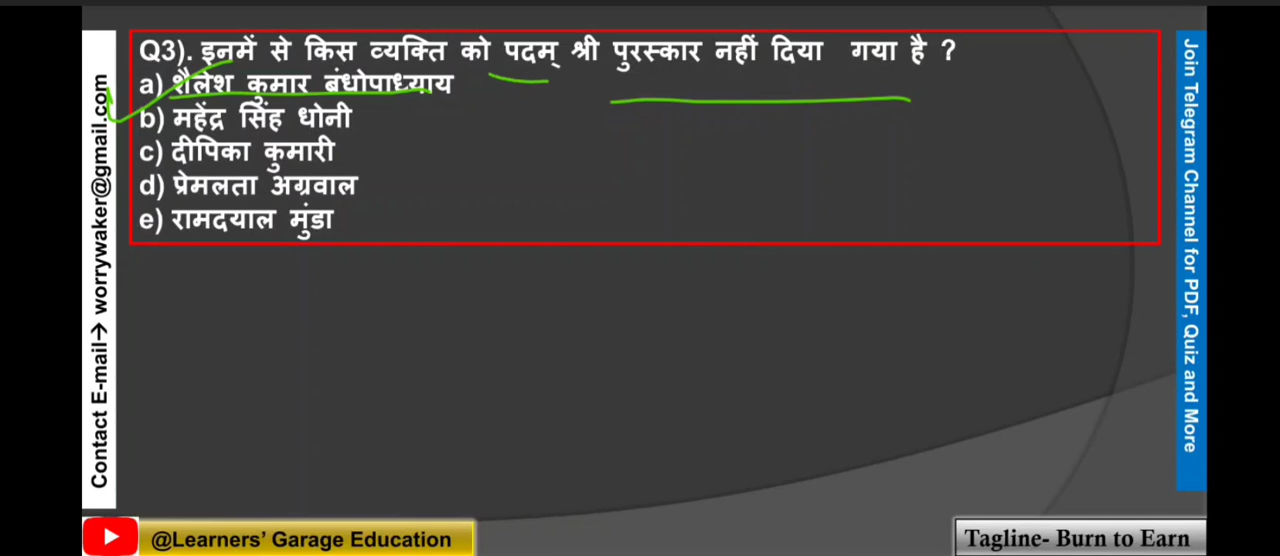 Q3). इनमें से किस व्यक्ति को पदम् श्री पुरस्कार नहीं दिया गया है ?
a) शैलेश कुमार बंधोपाध्याय
b) महेंद्र सिंह धोनी
c) दीपिका कुमारी
d) प्रेमलता अग्रवाल
e) रामदयाल मुंडा
Contact E-mail→ worrywaker@gmail.com
Join Telegram Channel for PDF, Quiz and More
@Learners’ Garage Education
Tagline- Burn to Earn